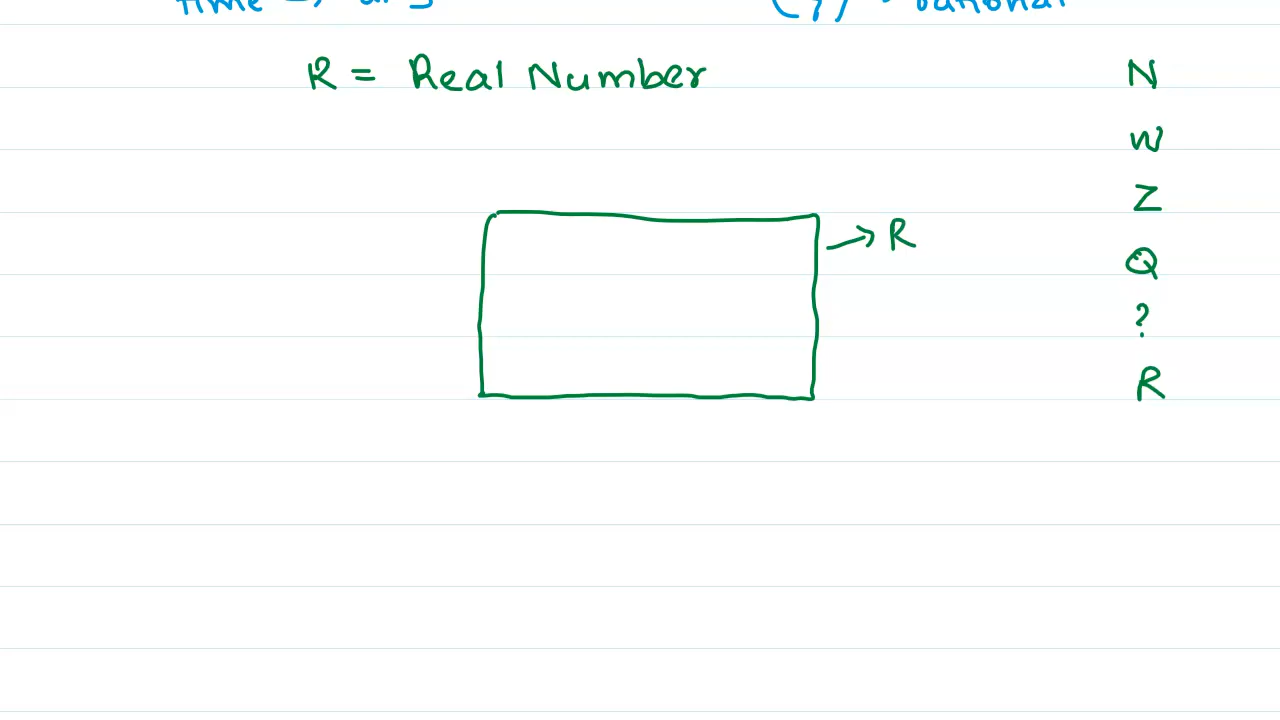 R = Real Number
N
W
Z
→ R
Q
?
R